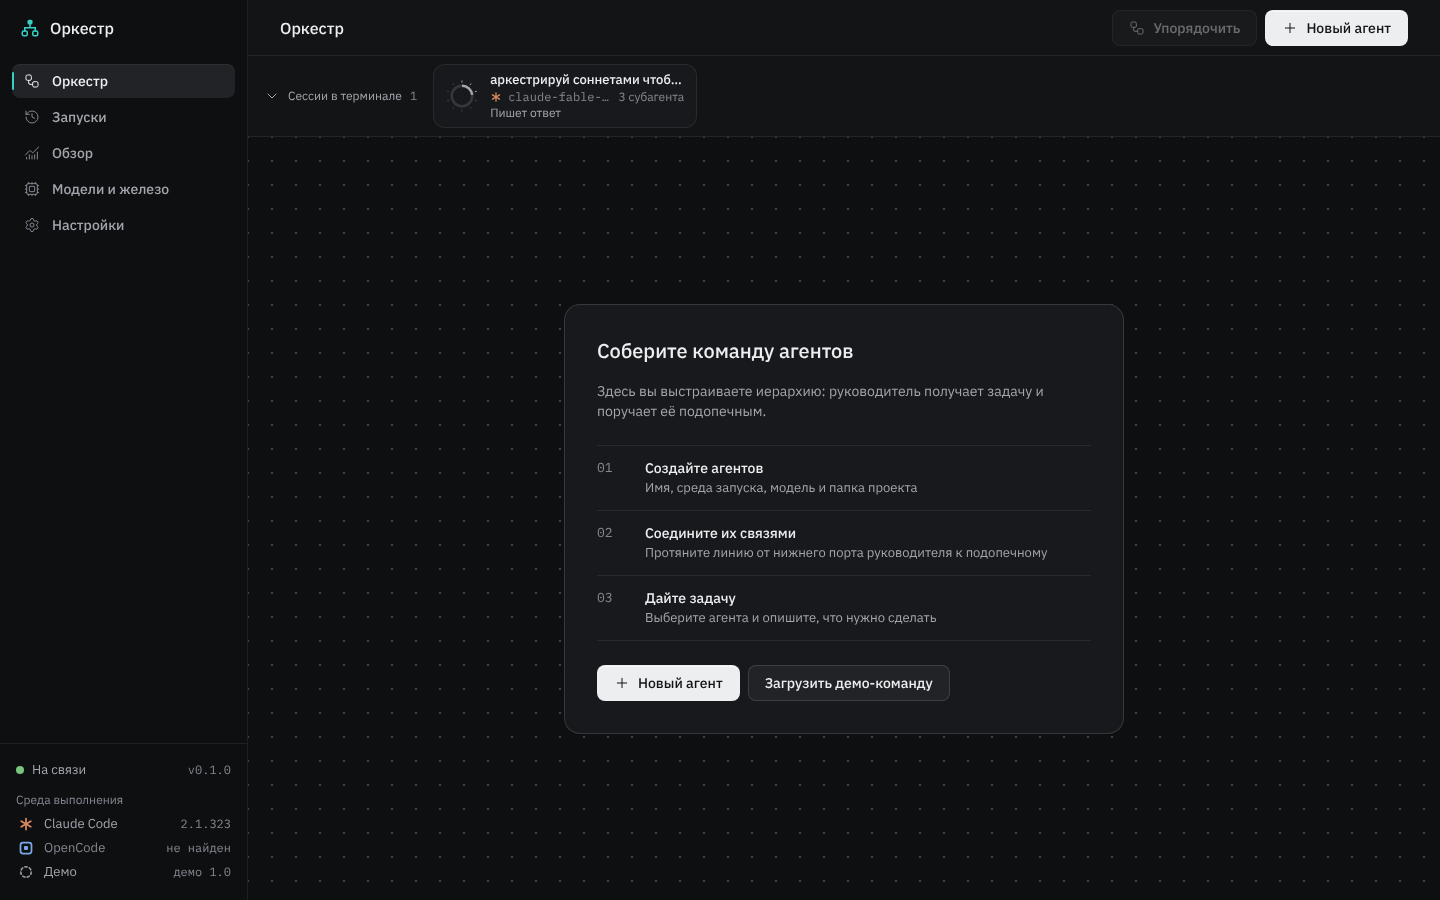 Оркестр
Оркестр
Запуски
Обзор
Модели и железо
Настройки
На связи v0.1.0
Среда выполнения
Claude Code 2.1.323
OpenCode не найден
Демо демо 1.0
Оркестр
Упорядочить
Новый агент
Сессии в терминале 1
аркестрируй соннетами чтоб...
claude-fable-… 3 субагента
Пишет ответ
Соберите команду агентов
Здесь вы выстраиваете иерархию: руководитель получает задачу и
поручает её подопечным.
01 Создайте агентов
Имя, среда запуска, модель и папка проекта
02 Соедините их связями
Протяните линию от нижнего порта руководителя к подопечному
03 Дайте задачу
Выберите агента и опишите, что нужно сделать
Новый агент
Загрузить демо-команду